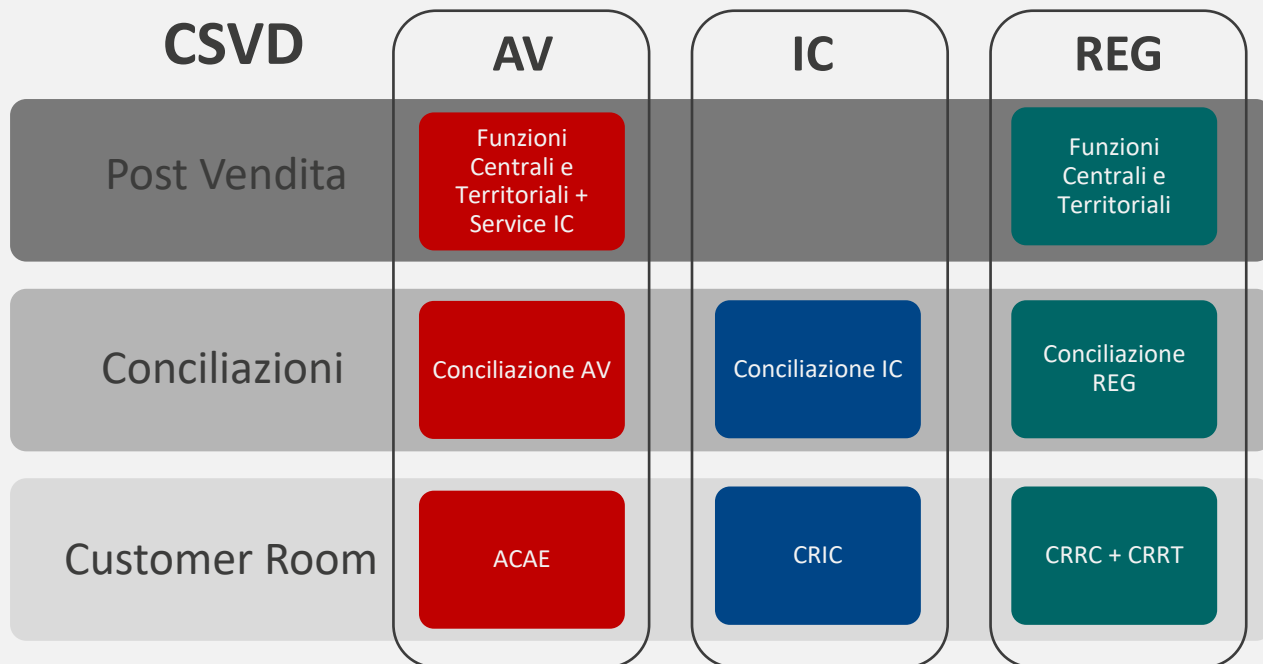 CSVD
AV
IC
REG
Post Vendita
Funzioni
Centrali e
Territoriali +
Service IC
Funzioni
Centrali e
Territoriali
Conciliazioni
Conciliazione AV
Conciliazione IC
Conciliazione
REG
Customer Room
ACAE
CRIC
CRRC + CRRT